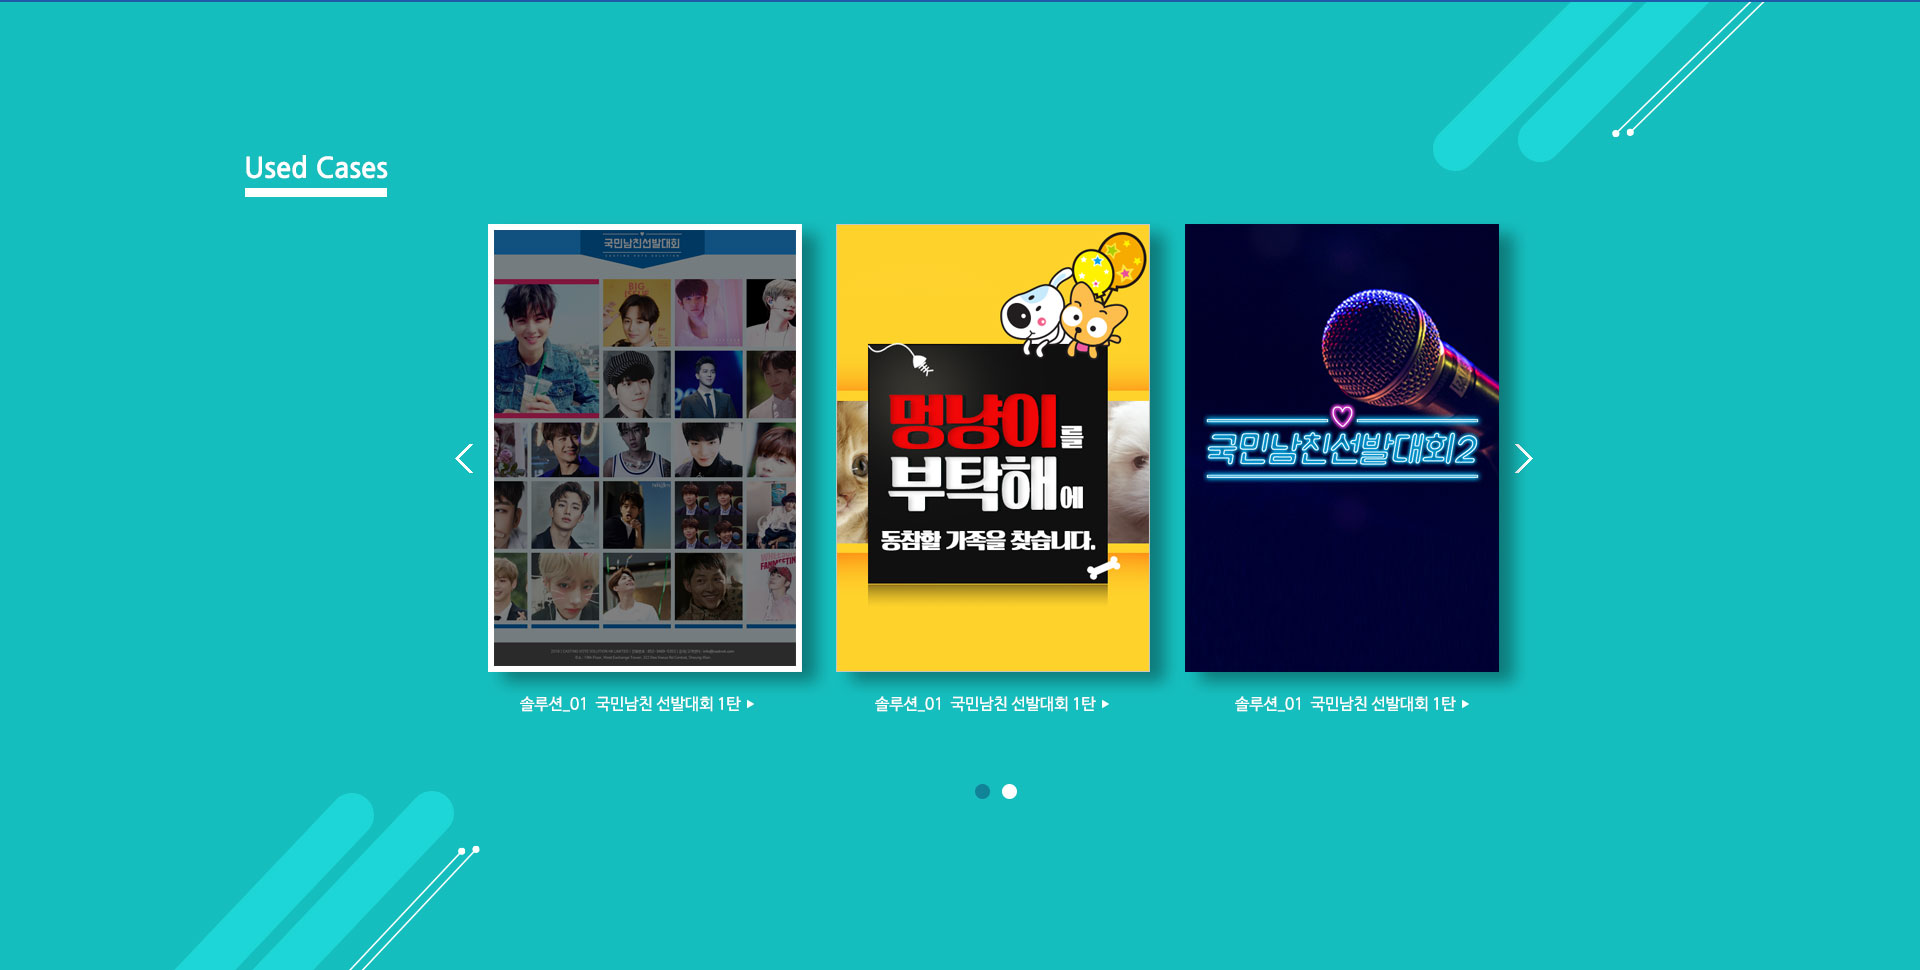 Used Cases
국민남친선발대회
BIG
멍냥이를
부탁해에
동참할 가족을 찾습니다.
국민남친선발대회2
솔루션_01 국민남친 선발대회 1탄 ▶
솔루션_01 국민남친 선발대회 1탄 ▶
솔루션_01 국민남친 선발대회 1탄 ▶